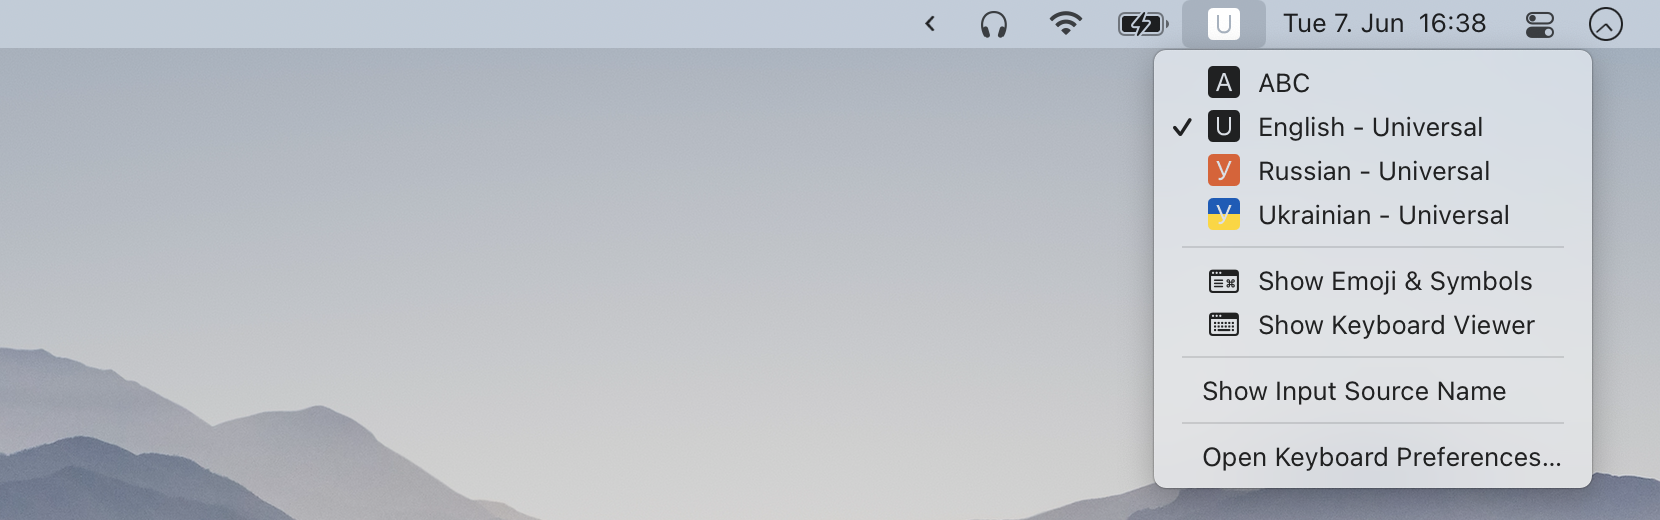 U Tue 7. Jun 16:38
A ABC
U English - Universal
У Russian - Universal
У Ukrainian - Universal
Show Emoji & Symbols
Show Keyboard Viewer
Show Input Source Name
Open Keyboard Preferences...